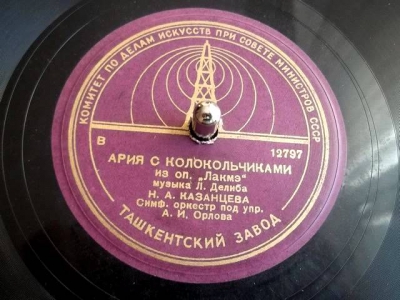 КОМИТЕТ ПО ДЕЛАМ ИСКУССТВ ПРИ СОВЕТЕ МИНИСТРОВ СССР
В
12797
АРИЯ С КОЛОКОЛЬЧИКАМИ
из оп. „Лакмэ"
музыка Л. Делиба
Н. А. КАЗАНЦЕВА
Симф. оркестр под упр.
А. И. Орлова
ТАШКЕНТСКИЙ ЗАВОД